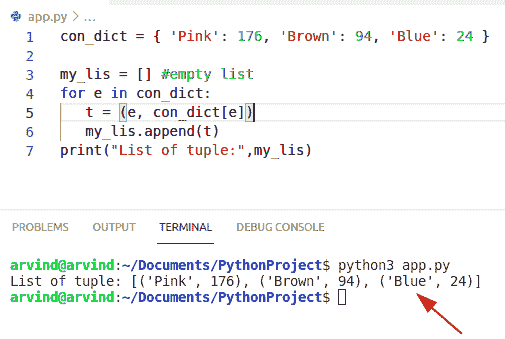 app.py > ...
1 con_dict = { 'Pink': 176, 'Brown': 94, 'Blue': 24 }
2
3 my_lis = [] #empty list
4 for e in con_dict:
5 t = (e, con_dict[e])
6 my_lis.append(t)
7 print("List of tuple:",my_lis)
PROBLEMS OUTPUT TERMINAL DEBUG CONSOLE
arvind@arvind:~/Documents/PythonProject$ python3 app.py
List of tuple: [('Pink', 176), ('Brown', 94), ('Blue', 24)]
arvind@arvind:~/Documents/PythonProject$